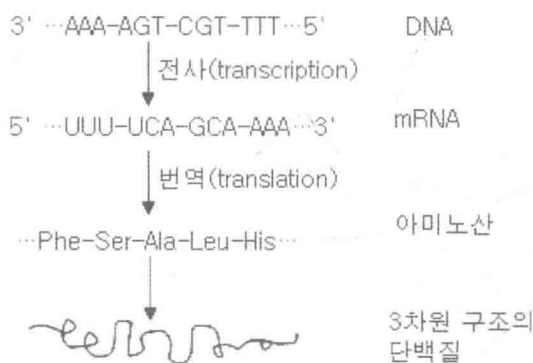 3' ···AAA-AGT-CGT-TTT···5' DNA
전사(transcription)
5' ···UUU-UCA-GCA-AAA···3' mRNA
번역(translation)
···Phe-Ser-Ala-Leu-His··· 아미노산
3차원 구조의
단백질